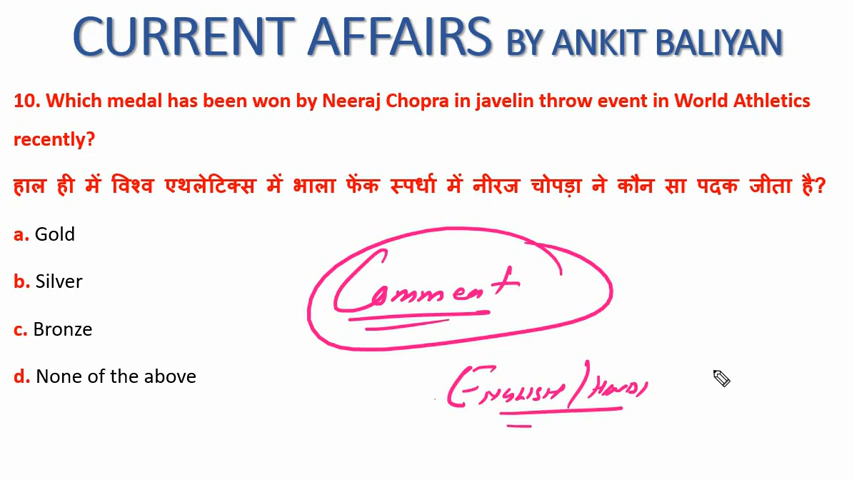 CURRENT AFFAIRS BY ANKIT BALIYAN
10. Which medal has been won by Neeraj Chopra in javelin throw event in World Athletics
recently?
हाल ही में विश्व एथलेटिक्स में भाला फेंक स्पर्धा में नीरज चोपड़ा ने कौन सा पदक जीता है?
a. Gold
b. Silver
c. Bronze
d. None of the above
Comment
ENGLISH/HINDI